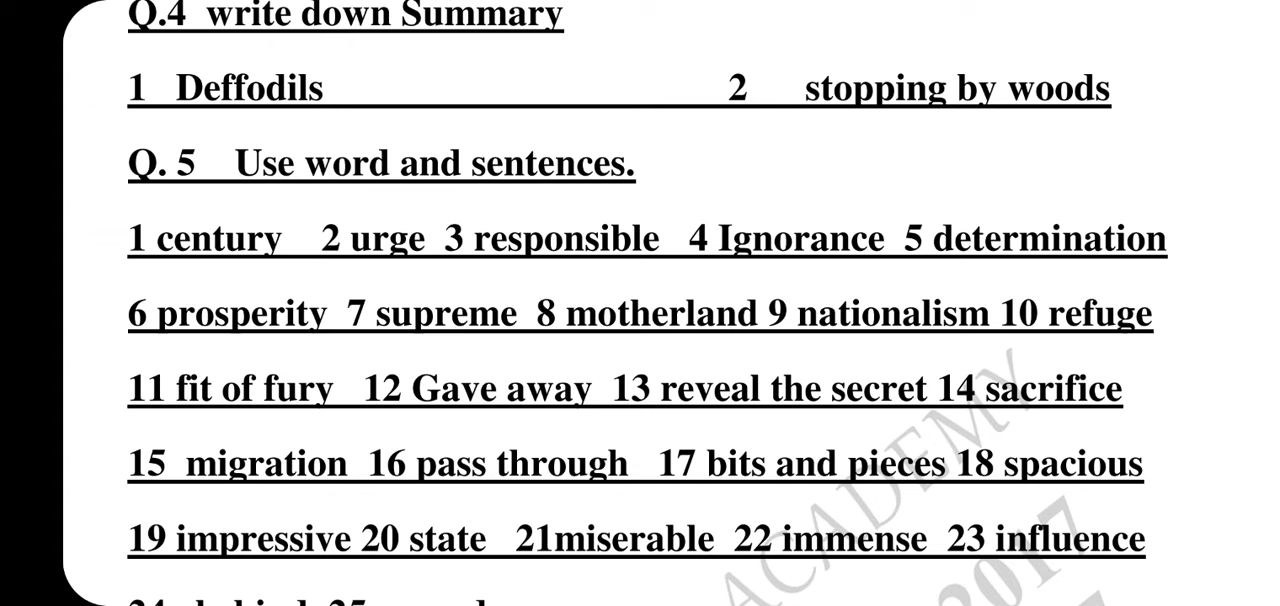 Q.4 write down Summary
1 Deffodils 2 stopping by woods
Q. 5 Use word and sentences.
1 century 2 urge 3 responsible 4 Ignorance 5 determination
6 prosperity 7 supreme 8 motherland 9 nationalism 10 refuge
11 fit of fury 12 Gave away 13 reveal the secret 14 sacrifice
15 migration 16 pass through 17 bits and pieces 18 spacious
19 impressive 20 state 21miserable 22 immense 23 influence
ACADEMY
2017